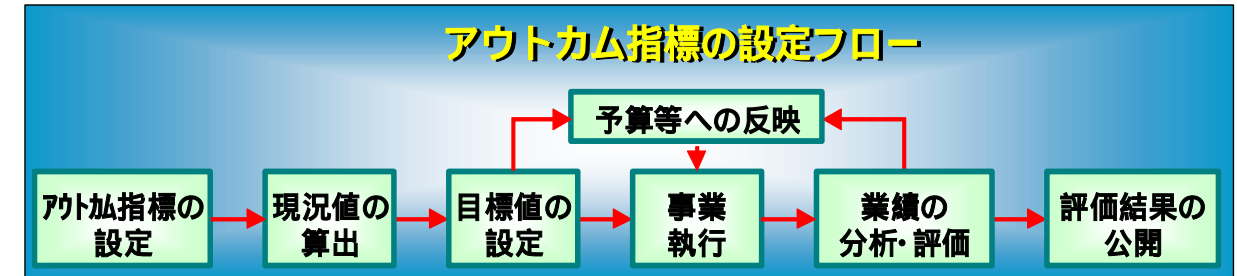 アウトカム指標の設定フロー
予算等への反映
ｱｳﾄｶﾑ指標の
設定
現況値の
算出
目標値の
設定
事業
執行
業績の
分析･評価
評価結果の
公開